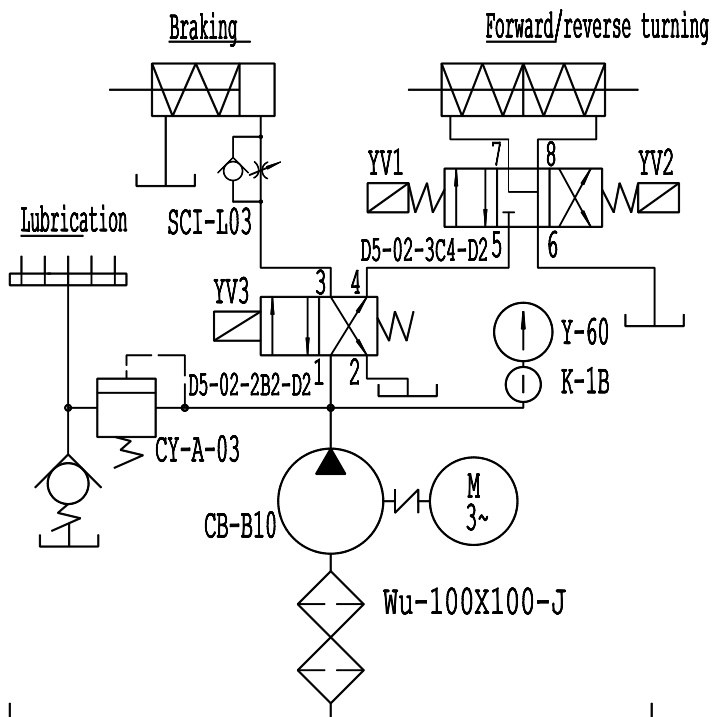 Braking
Forward/reverse turning
YV1
7
8
YV2
SCI-L03
Lubrication
D5-02-3C4-D2
5
6
YV3
3
4
Y-60
D5-02-2B2-D2
1
2
K-1B
CY-A-03
M
3~
CB-B10
Wu-100X100-J